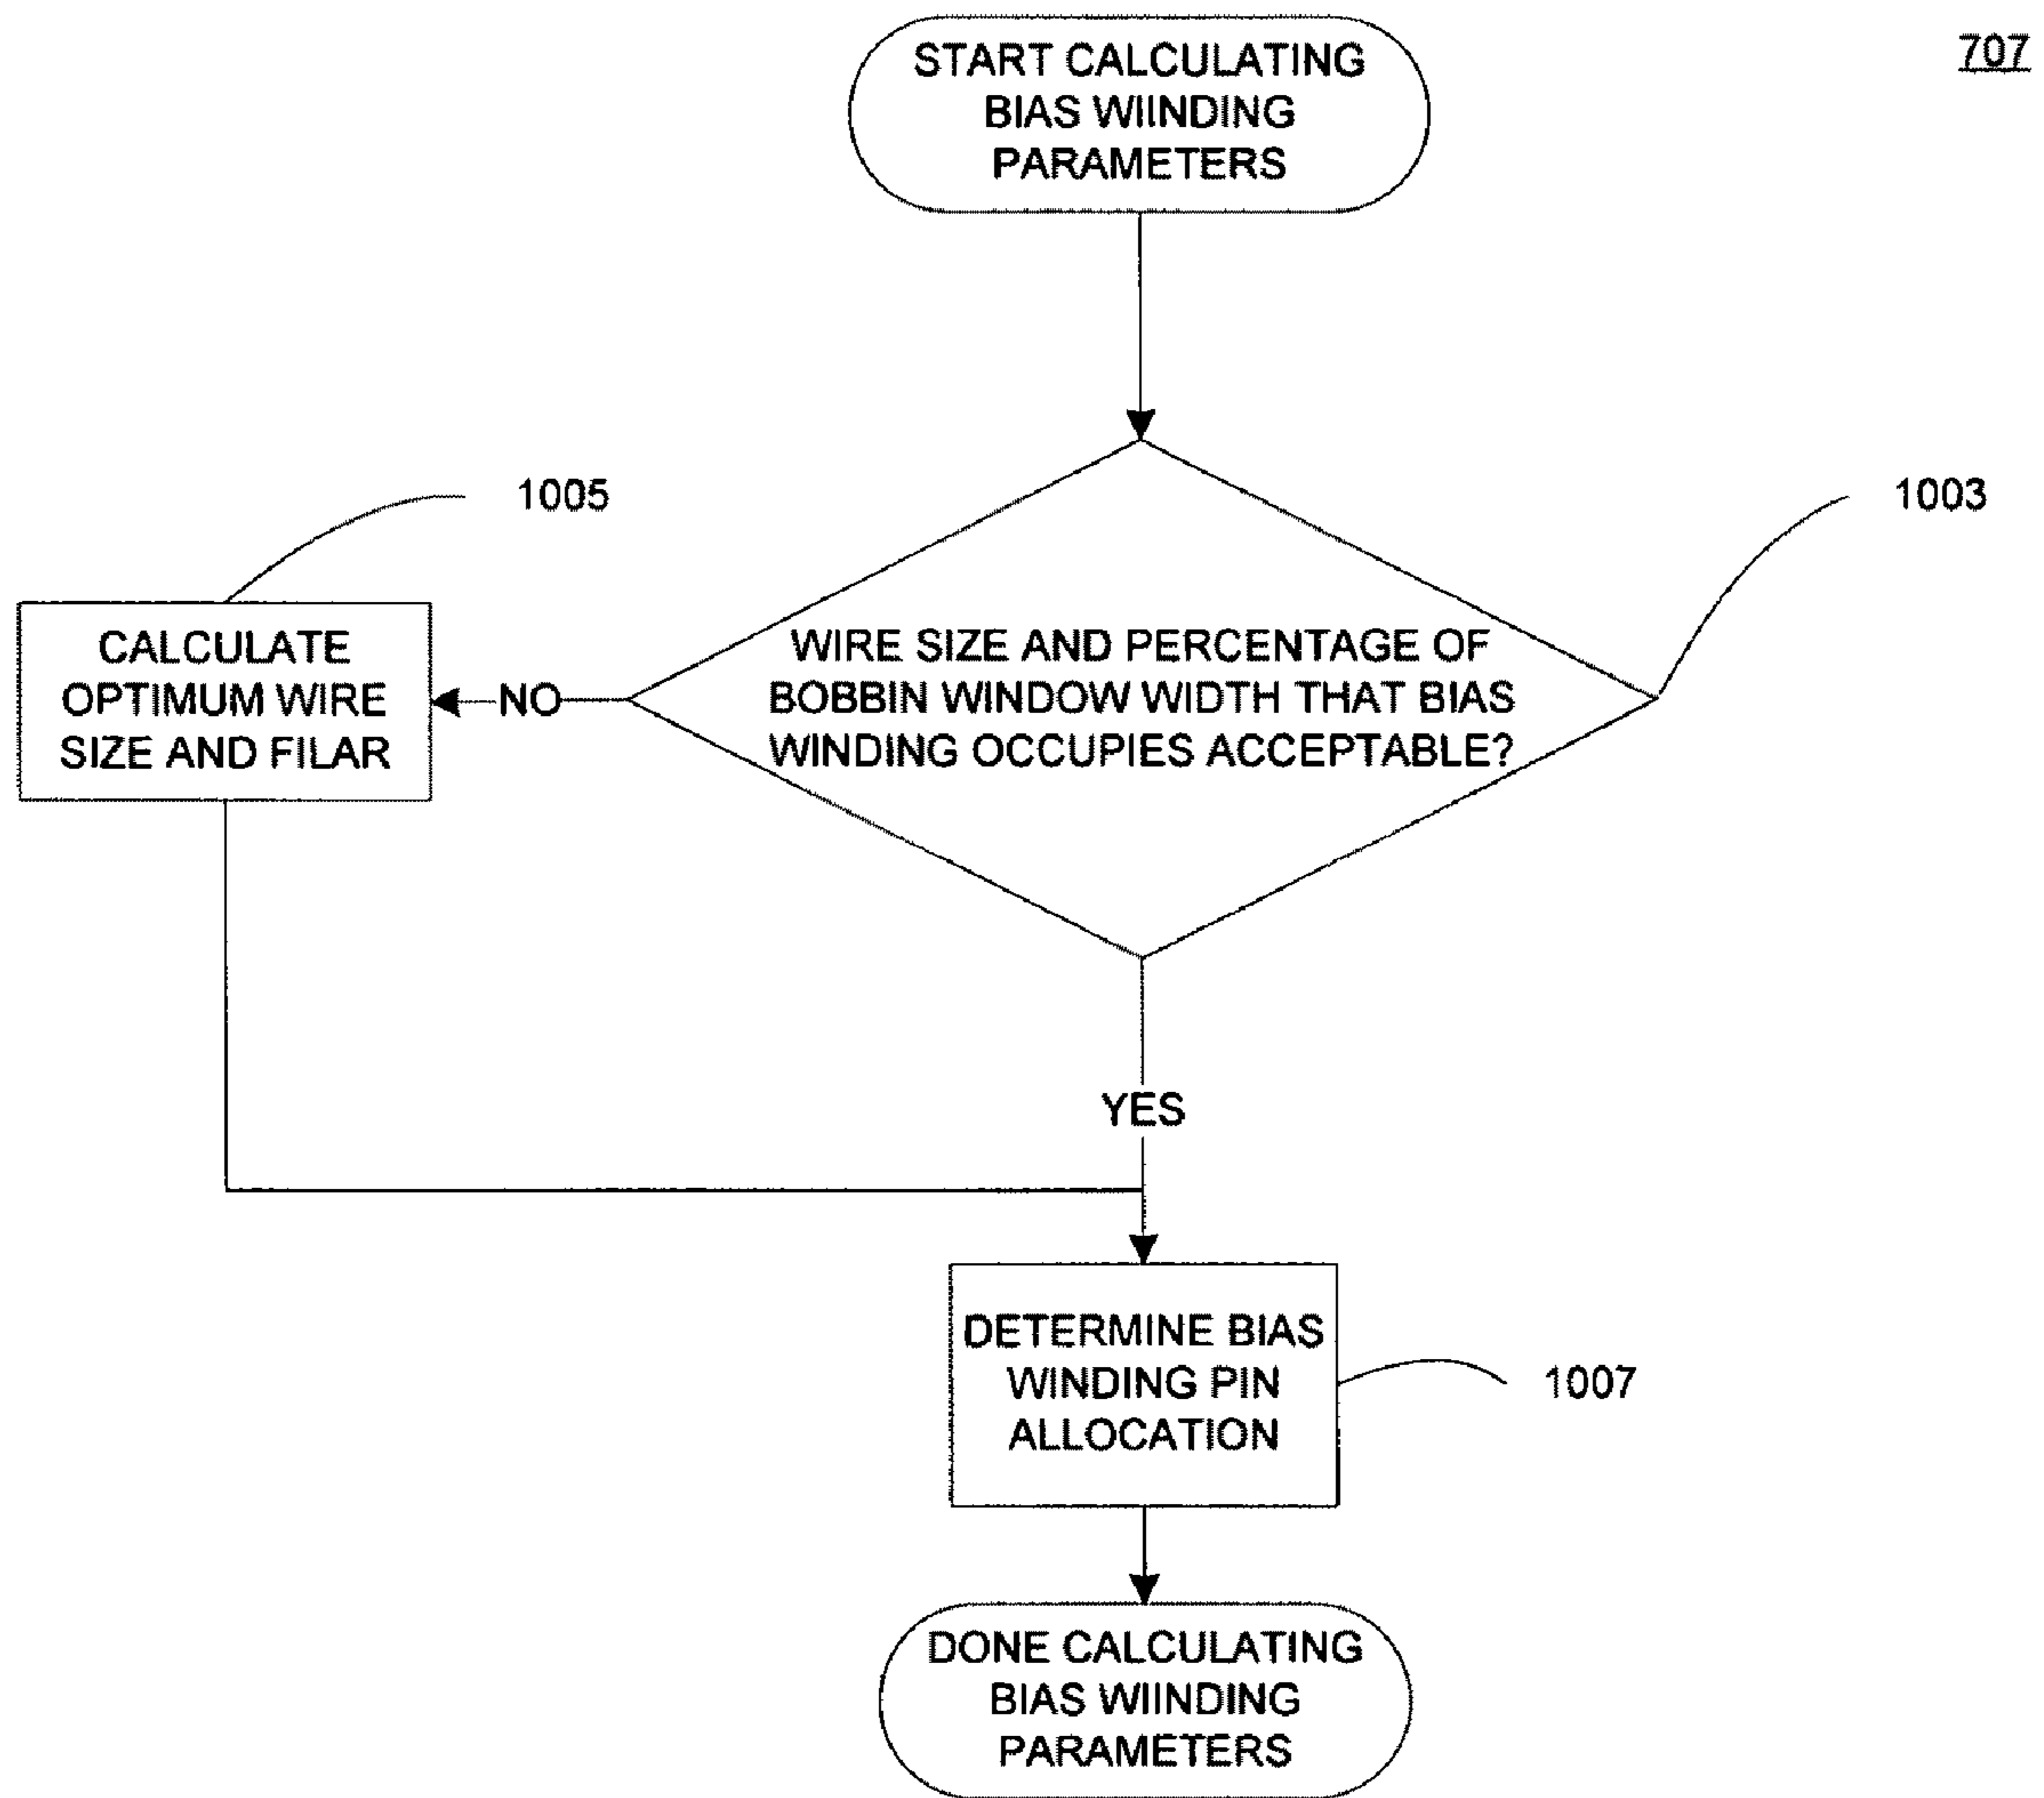 707
START CALCULATING
BIAS WIINDING
PARAMETERS
1005
1003
CALCULATE
OPTIMUM WIRE
SIZE AND FILAR
NO
WIRE SIZE AND PERCENTAGE OF
BOBBIN WINDOW WIDTH THAT BIAS
WINDING OCCUPIES ACCEPTABLE?
YES
DETERMINE BIAS
WINDING PIN
ALLOCATION
1007
DONE CALCULATING
BIAS WIINDING
PARAMETERS